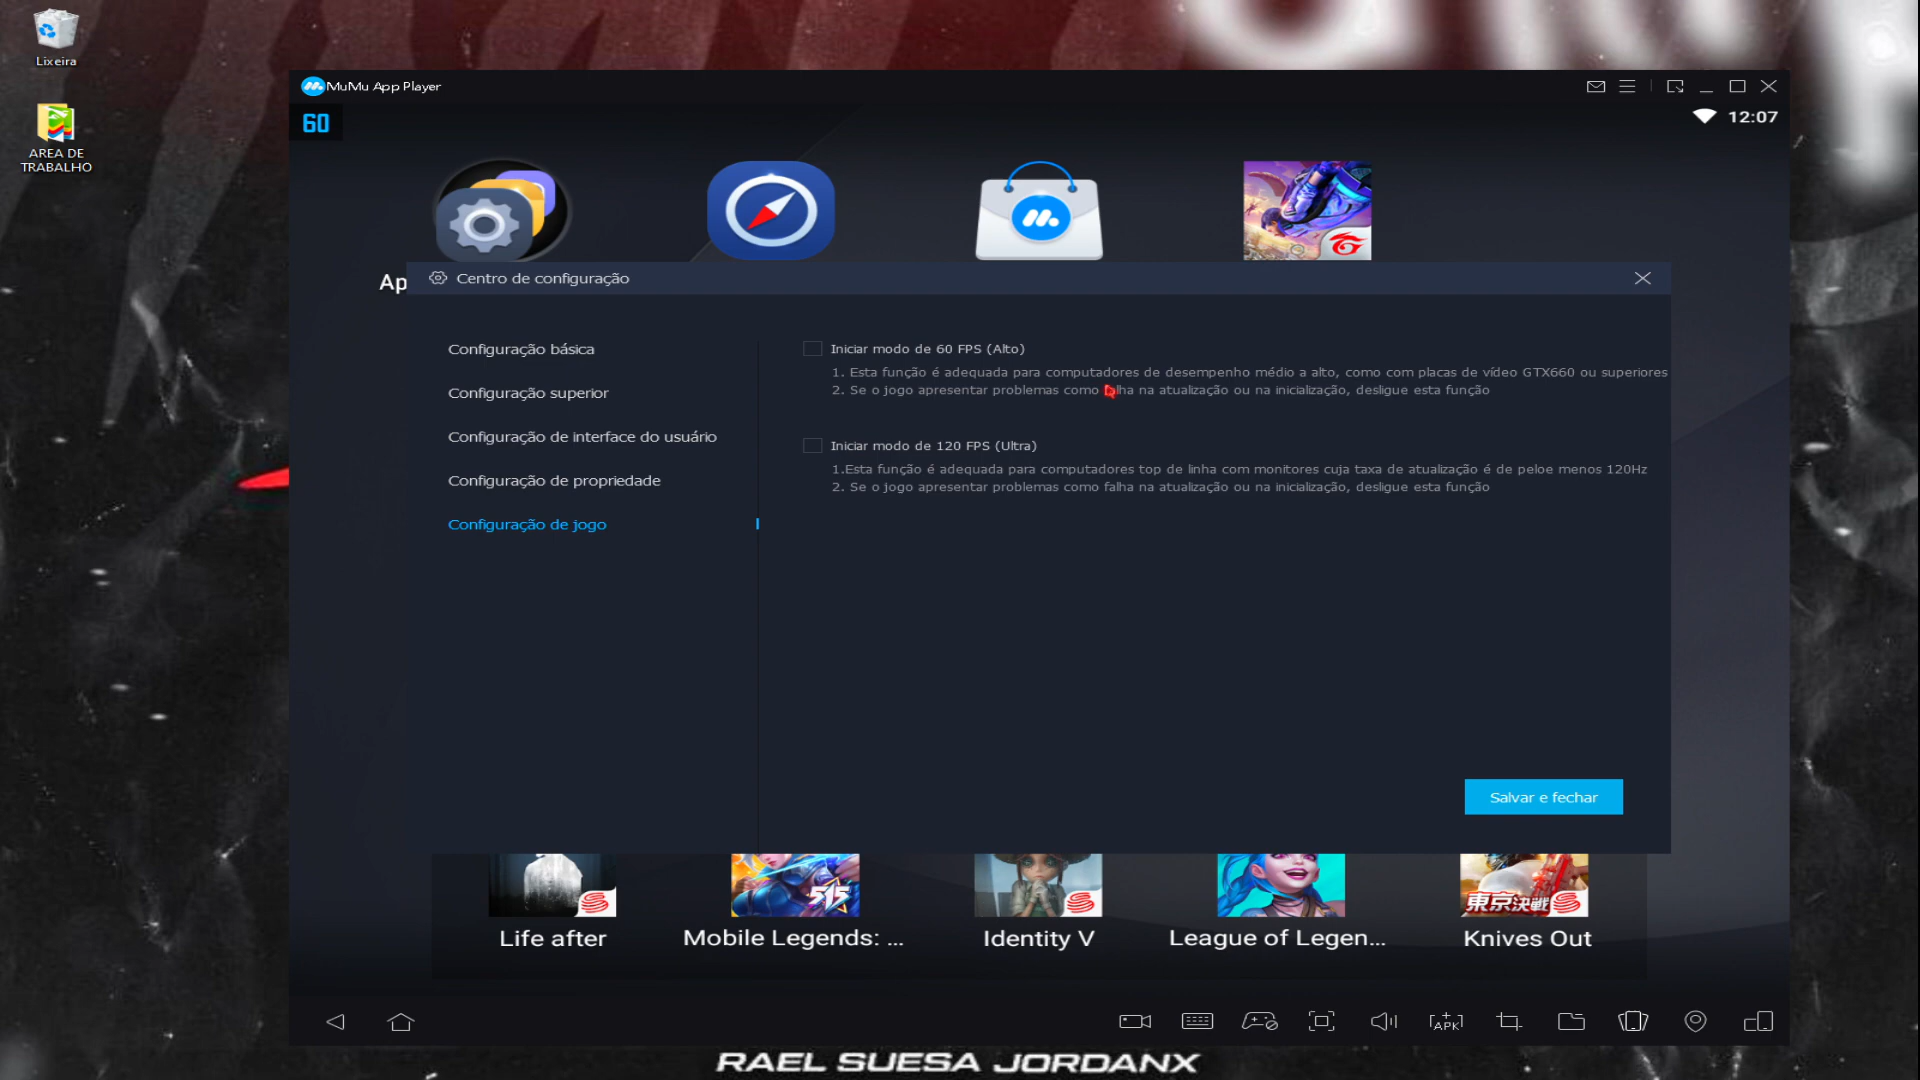 Lixeira
AREA DE
TRABALHO
MuMu App Player
60
12:07
Ap
Centro de configuração
Configuração básica
Configuração superior
Configuração de interface do usuário
Configuração de propriedade
Configuração de jogo
Iniciar modo de 60 FPS (Alto)
1. Esta função é adequada para computadores de desempenho médio a alto, como com placas de vídeo GTX660 ou superiores
2. Se o jogo apresentar problemas como falha na atualização ou na inicialização, desligue esta função
Iniciar modo de 120 FPS (Ultra)
1.Esta função é adequada para computadores top de linha com monitores cuja taxa de atualização é de peloe menos 120Hz
2. Se o jogo apresentar problemas como falha na atualização ou na inicialização, desligue esta função
Salvar e fechar
515
東京決戦
Life after
Mobile Legends: ...
Identity V
League of Legen...
Knives Out
APK
RAEL SUESA JORDANX